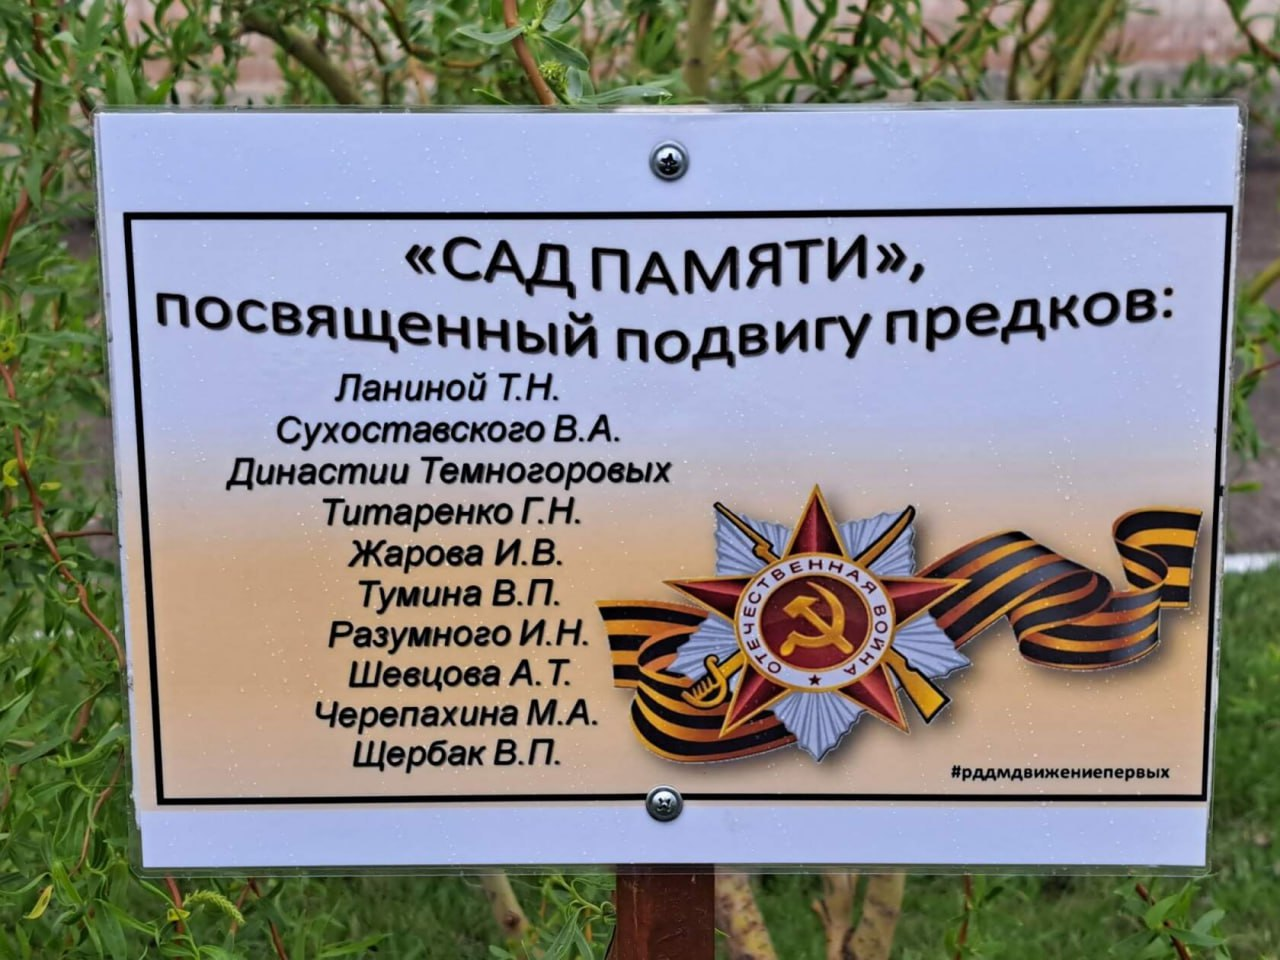 «САД ПАМЯТИ»,
посвященный подвигу предков:
Ланиной Т.Н.
Сухоставского В.А.
Династии Темногоровых
Титаренко Г.Н.
Жарова И.В.
Тумина В.П.
Разумного И.Н.
Шевцова А.Т.
Черепахина М.А.
Щербак В.П.
ОТЕЧЕСТВЕННАЯ ВОЙНА
#рддмдвижениепервых